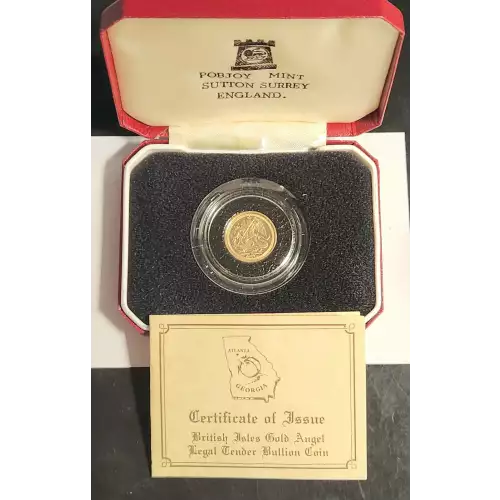 POBJOY MINT
SUTTON SURREY
ENGLAND.
ATLANTA
GEORGIA
Certificate of Issue
British Isles Gold Angel
Legal Tender Bullion Coin